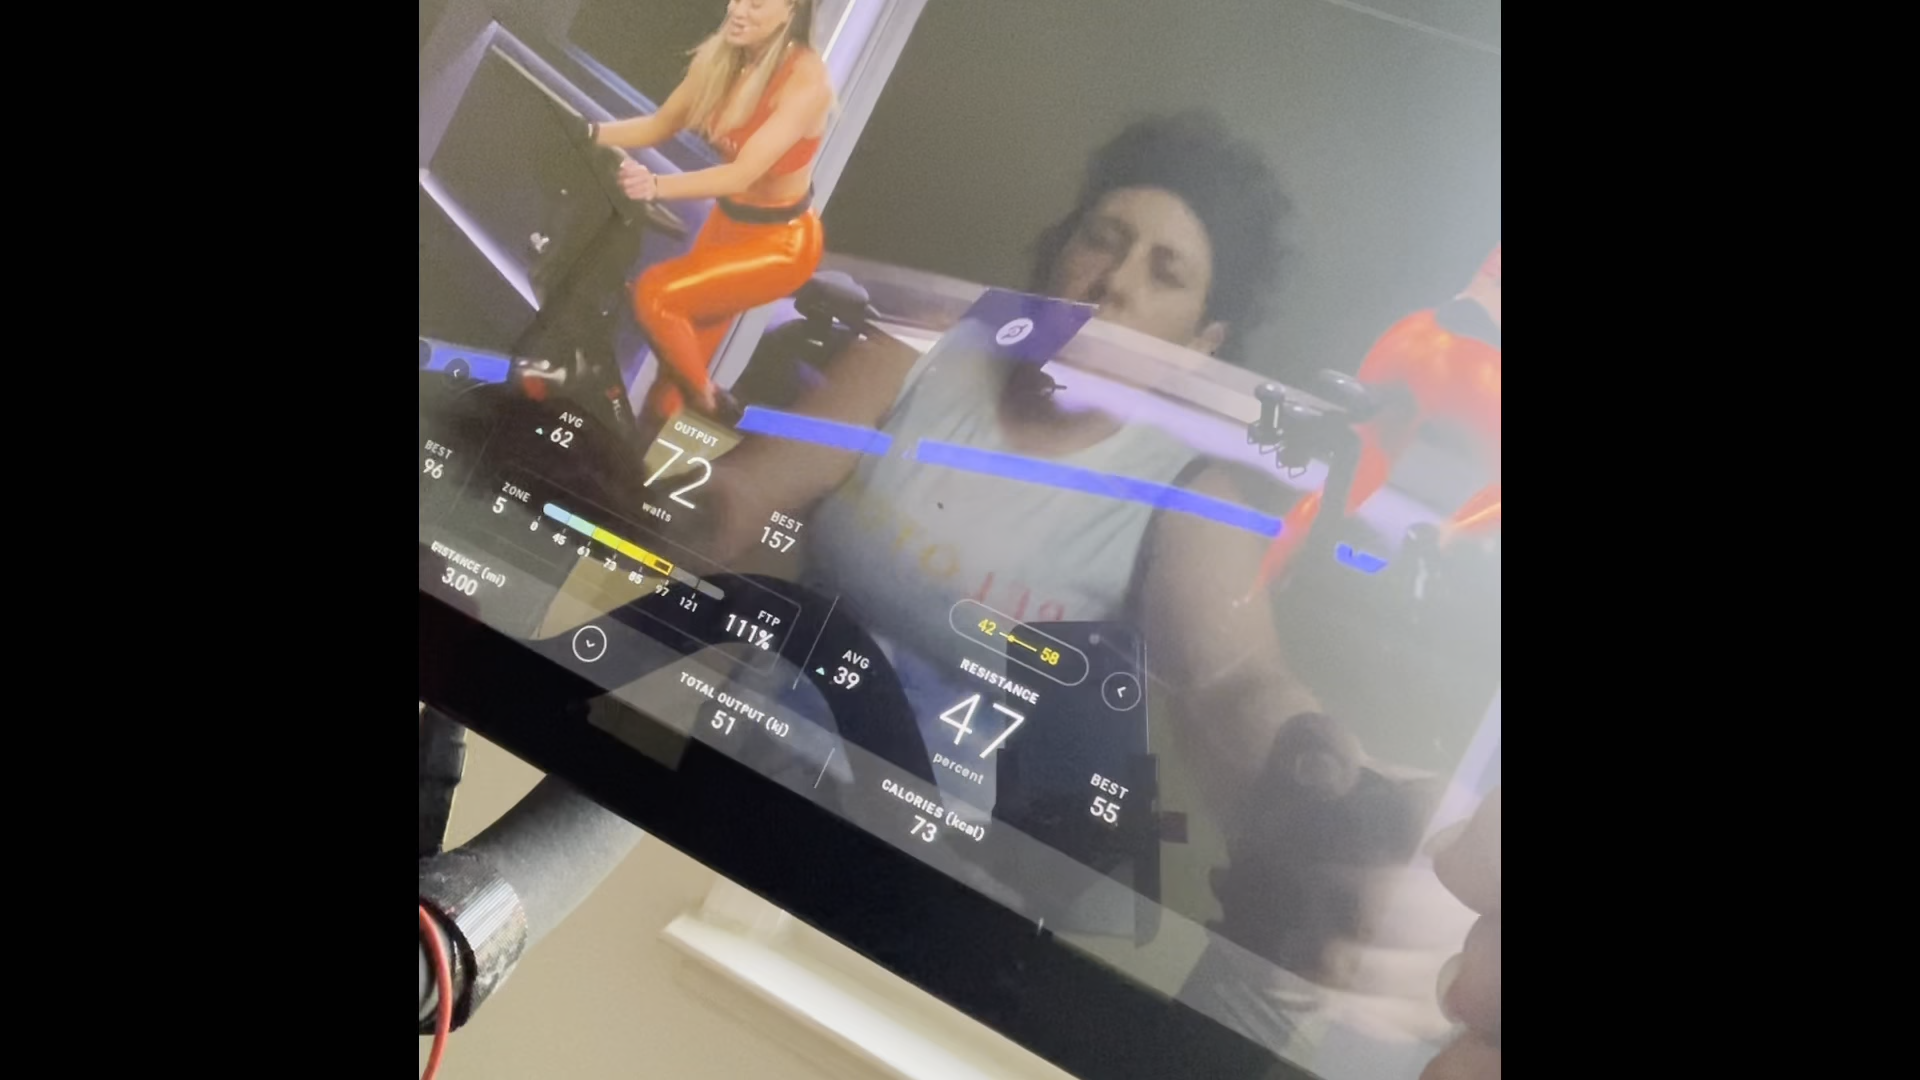 AVG
62
BEST
96
OUTPUT
72
watts
BEST
157
ZONE
5
0
45
61
73
85
97
121
FTP
111%
DISTANCE (mi)
3.00
TOTAL OUTPUT (kj)
51
42
58
AVG
39
RESISTANCE
47
percent
BEST
55
CALORIES (kcal)
73